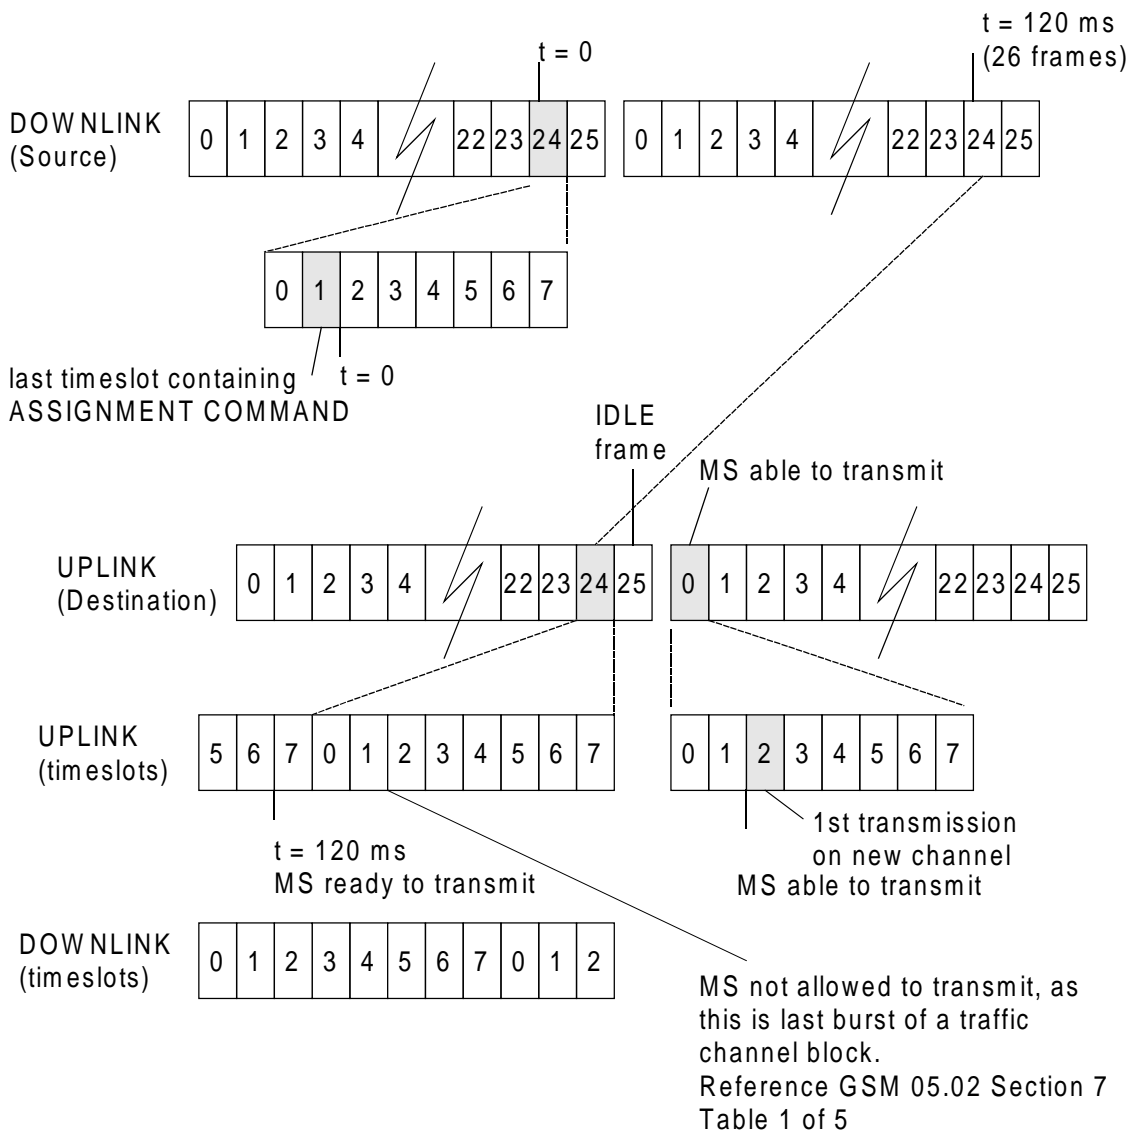 t = 120 ms
(26 frames)
t = 0
DOWNLINK
(Source)
0 1 2 3 4 22 23 24 25 0 1 2 3 4 22 23 24 25
0 1 2 3 4 5 6 7
last timeslot containing
ASSIGNMENT COMMAND
t = 0
IDLE
frame
MS able to transmit
UPLINK
(Destination)
0 1 2 3 4 22 23 24 25 0 1 2 3 4 22 23 24 25
UPLINK
(timeslots)
5 6 7 0 1 2 3 4 5 6 7 0 1 2 3 4 5 6 7
t = 120 ms
MS ready to transmit
1st transmission
on new channel
MS able to transmit
DOWNLINK
(timeslots)
0 1 2 3 4 5 6 7 0 1 2
MS not allowed to transmit, as
this is last burst of a traffic
channel block.
Reference GSM 05.02 Section 7
Table 1 of 5